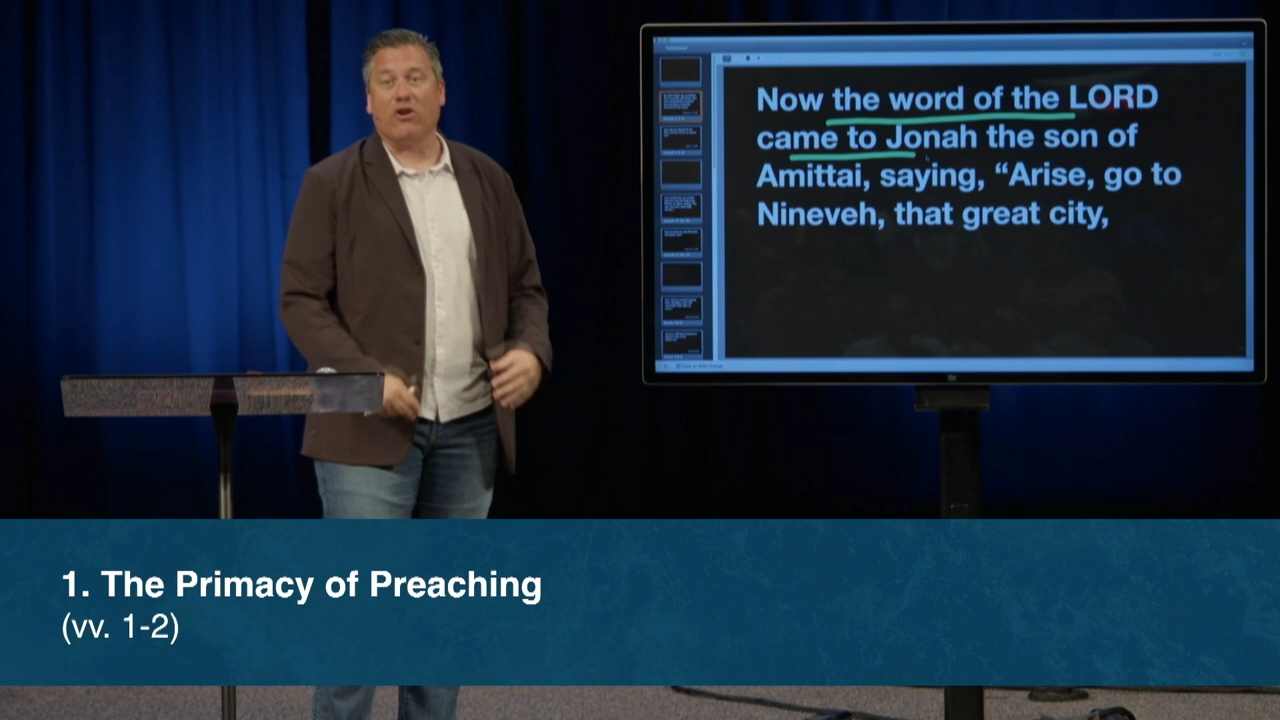 Now the word of the LORD
came to Jonah the son of
Amittai, saying, “Arise, go to
Nineveh, that great city,
1. The Primacy of Preaching
(vv. 1-2)